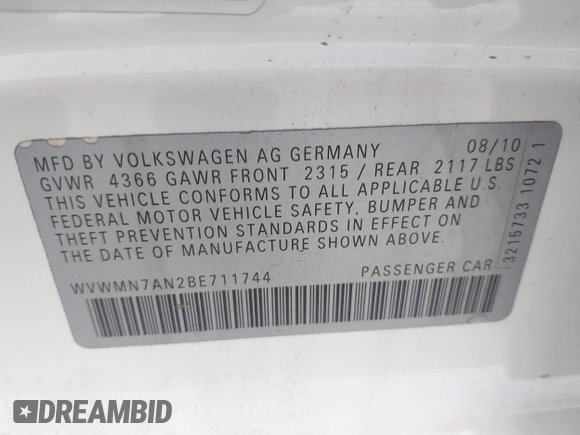 MFD BY VOLKSWAGEN AG GERMANY 08/10
GVWR 4366 GAWR FRONT 2315 / REAR 2117 LBS
THIS VEHICLE CONFORMS TO ALL APPLICABLE U.S.
FEDERAL MOTOR VEHICLE SAFETY, BUMPER AND
THEFT PREVENTION STANDARDS IN EFFECT ON
THE DATE OF MANUFACTURE SHOWN ABOVE.
WVWMN7AN2BE711744 PASSENGER CAR
3215733 1072 1
DREAMBID